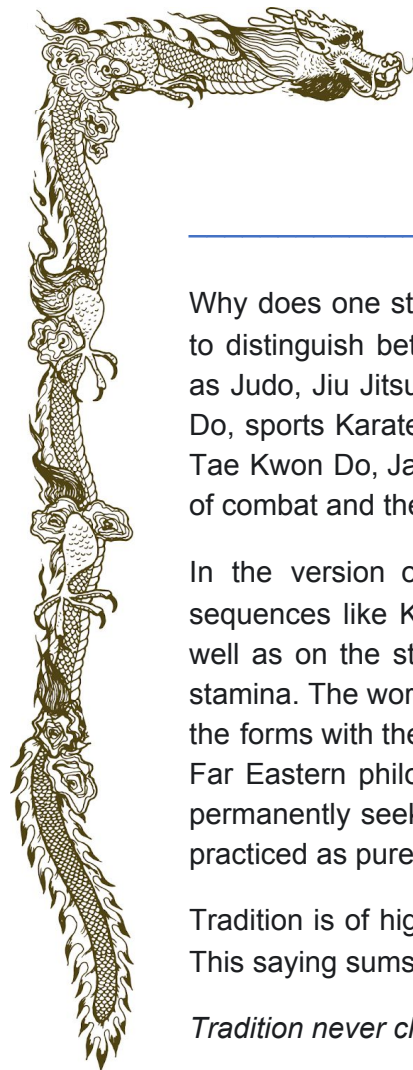 Why does one st
to distinguish bet
as Judo, Jiu Jitsu
Do, sports Karate
Tae Kwon Do, Ja
of combat and the
In the version o
sequences like K
well as on the st
stamina. The wor
the forms with the
Far Eastern philo
permanently seek
practiced as pure
Tradition is of hig
This saying sums
Tradition never cl